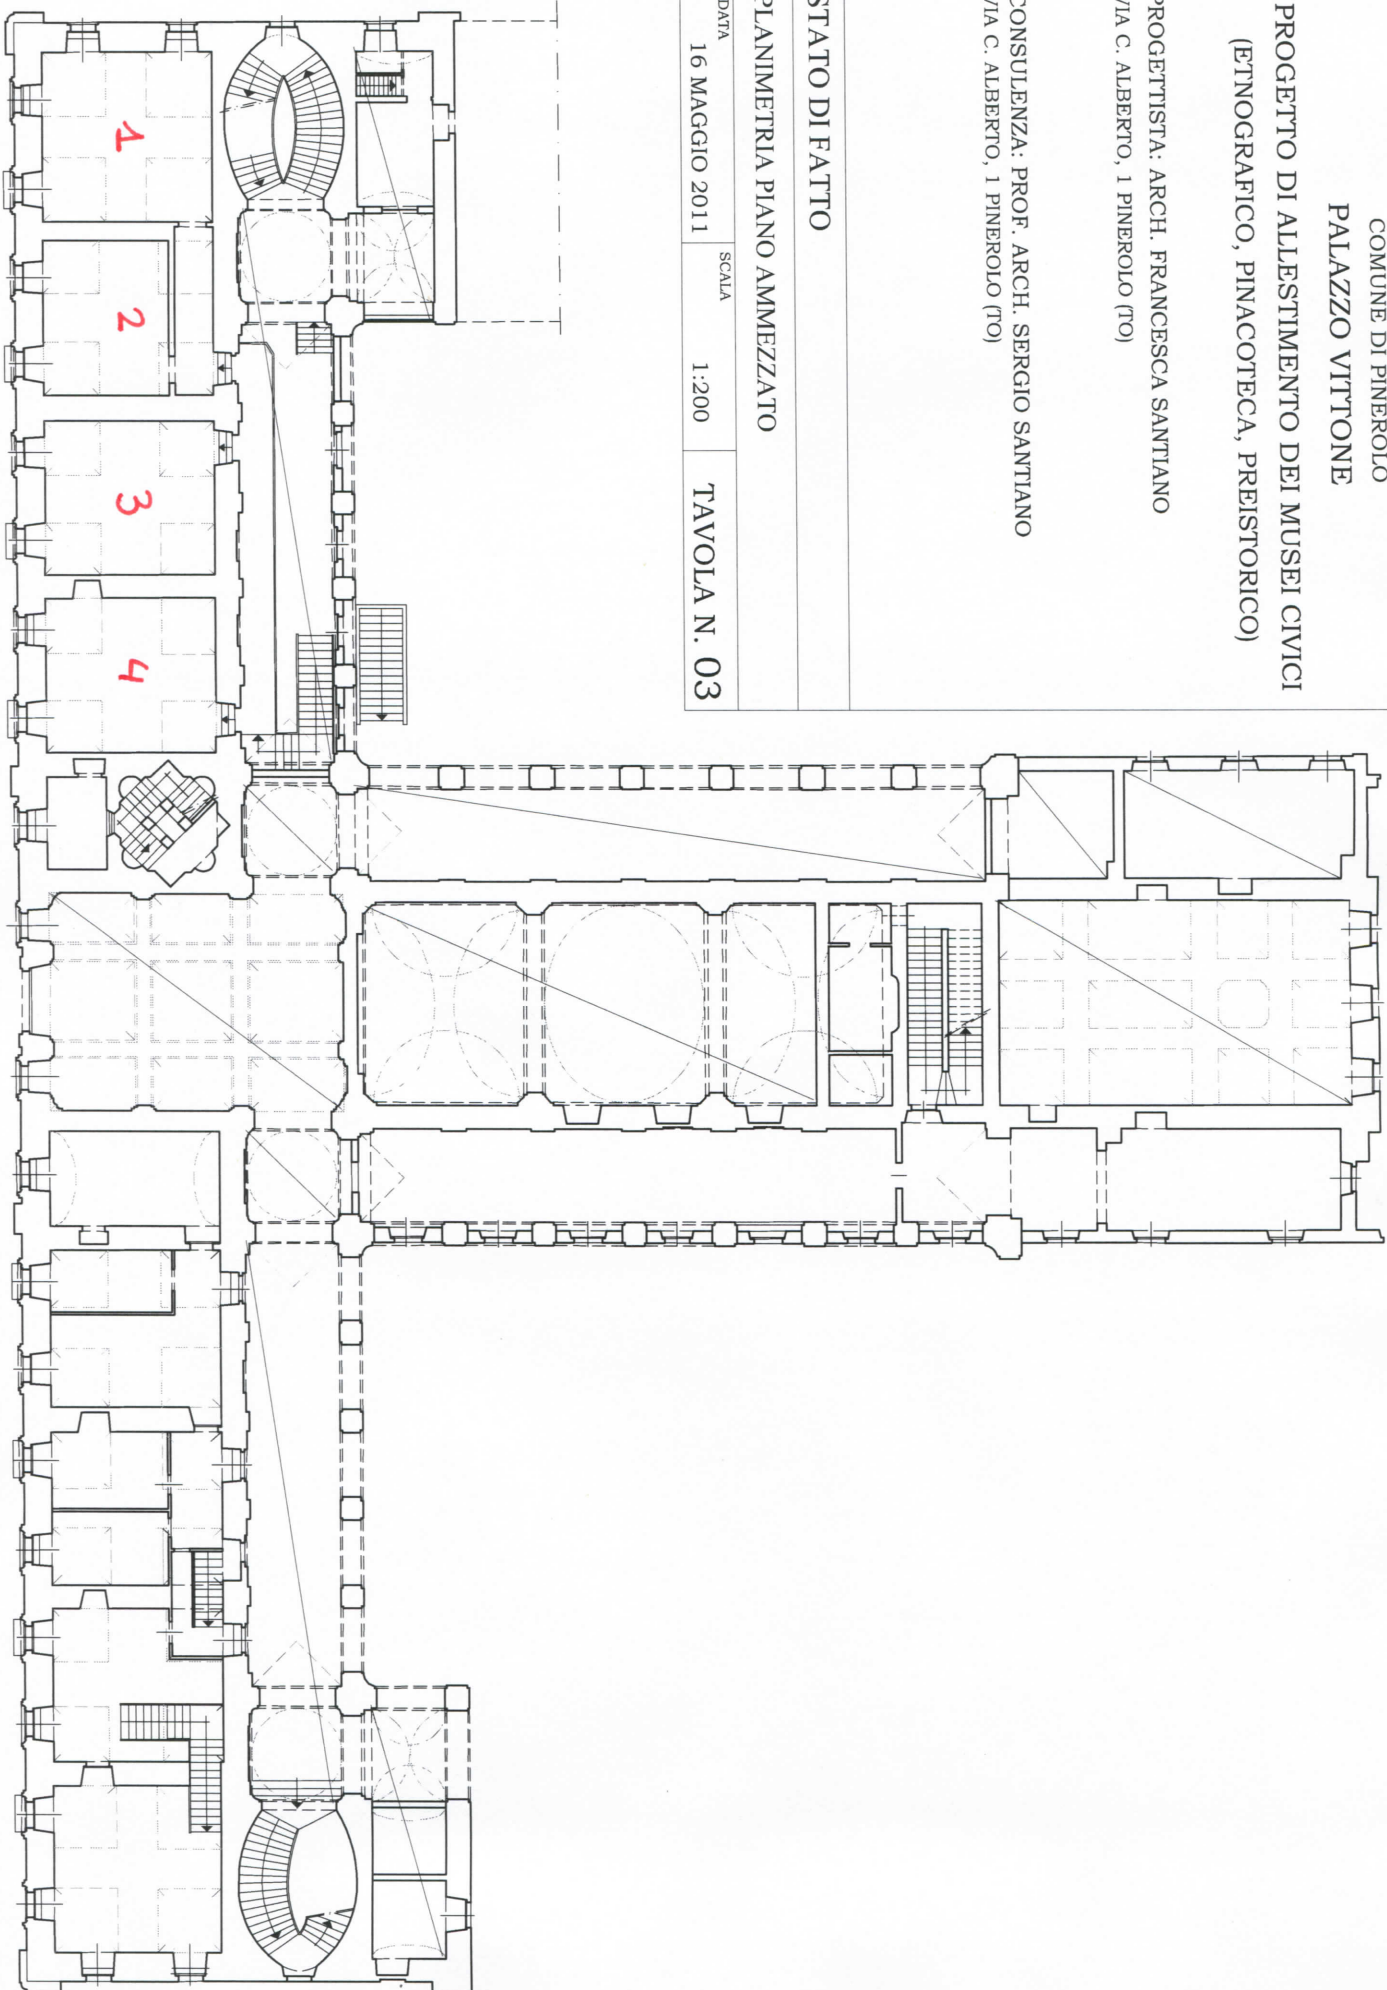 COMUNE DI PINEROLO
PALAZZO VITTONE
PROGETTO DI ALLESTIMENTO DEI MUSEI CIVICI
(ETNOGRAFICO, PINACOTECA, PREISTORICO)
PROGETTISTA: ARCH. FRANCESCA SANTIANO
VIA C. ALBERTO, 1 PINEROLO (TO)
CONSULENZA: PROF. ARCH. SERGIO SANTIANO
VIA C. ALBERTO, 1 PINEROLO (TO)
STATO DI FATTO
PLANIMETRIA PIANO AMMEZZATO
DATA
16 MAGGIO 2011
SCALA
1:200
TAVOLA N. 03
1
2
3
4